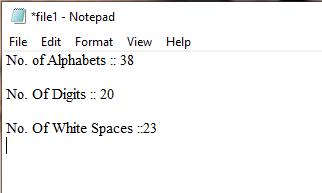 *file1 - Notepad
File Edit Format View Help
No. of Alphabets :: 38
No. Of Digits :: 20
No. Of White Spaces ::23